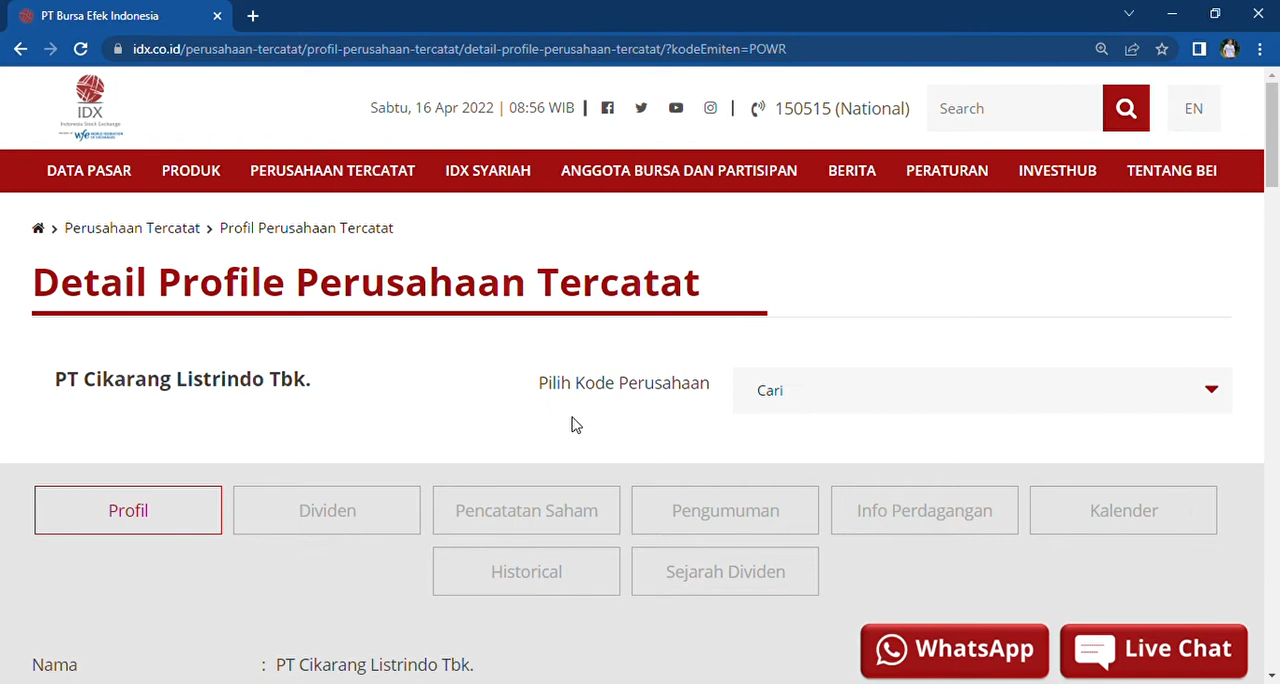 PT Bursa Efek Indonesia
idx.co.id/perusahaan-tercatat/profil-perusahaan-tercatat/detail-profile-perusahaan-tercatat/?kodeEmiten=POWR
IDX
Indonesia Stock Exchange
Sabtu, 16 Apr 2022 | 08:56 WIB
150515 (National)
Search
EN
DATA PASAR
PRODUK
PERUSAHAAN TERCATAT
IDX SYARIAH
ANGGOTA BURSA DAN PARTISIPAN
BERITA
PERATURAN
INVESTHUB
TENTANG BEI
Perusahaan Tercatat > Profil Perusahaan Tercatat
Detail Profile Perusahaan Tercatat
PT Cikarang Listrindo Tbk.
Pilih Kode Perusahaan
Cari
Profil
Dividen
Pencatatan Saham
Pengumuman
Info Perdagangan
Kalender
Historical
Sejarah Dividen
Nama : PT Cikarang Listrindo Tbk.
WhatsApp
Live Chat